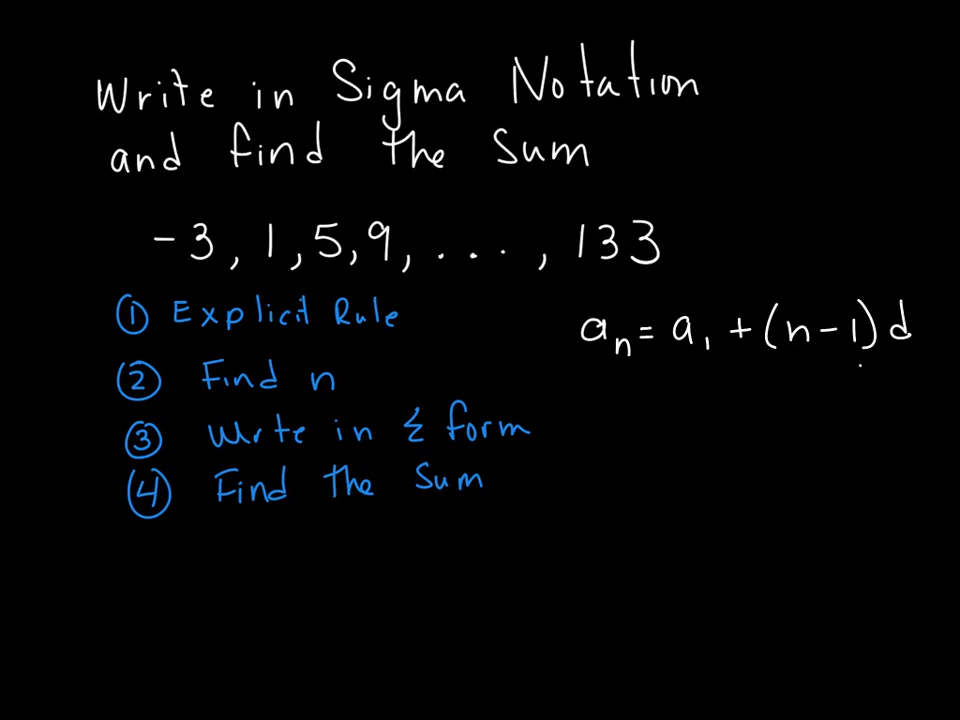 Write in Sigma Notation
and find the Sum
-3, 1, 5, 9, . . . , 133
① Explicit Rule
aₙ = a₁ + (n - 1) d
② Find n
③ Write in Σ form
④ Find the Sum